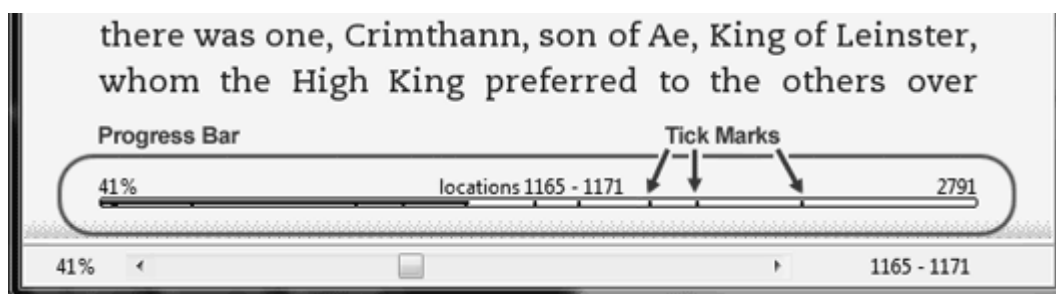 there was one, Crimthann, son of Ae, King of Leinster,
whom the High King preferred to the others over
Progress Bar Tick Marks
41% locations 1165 - 1171 2791
41% 1165 - 1171